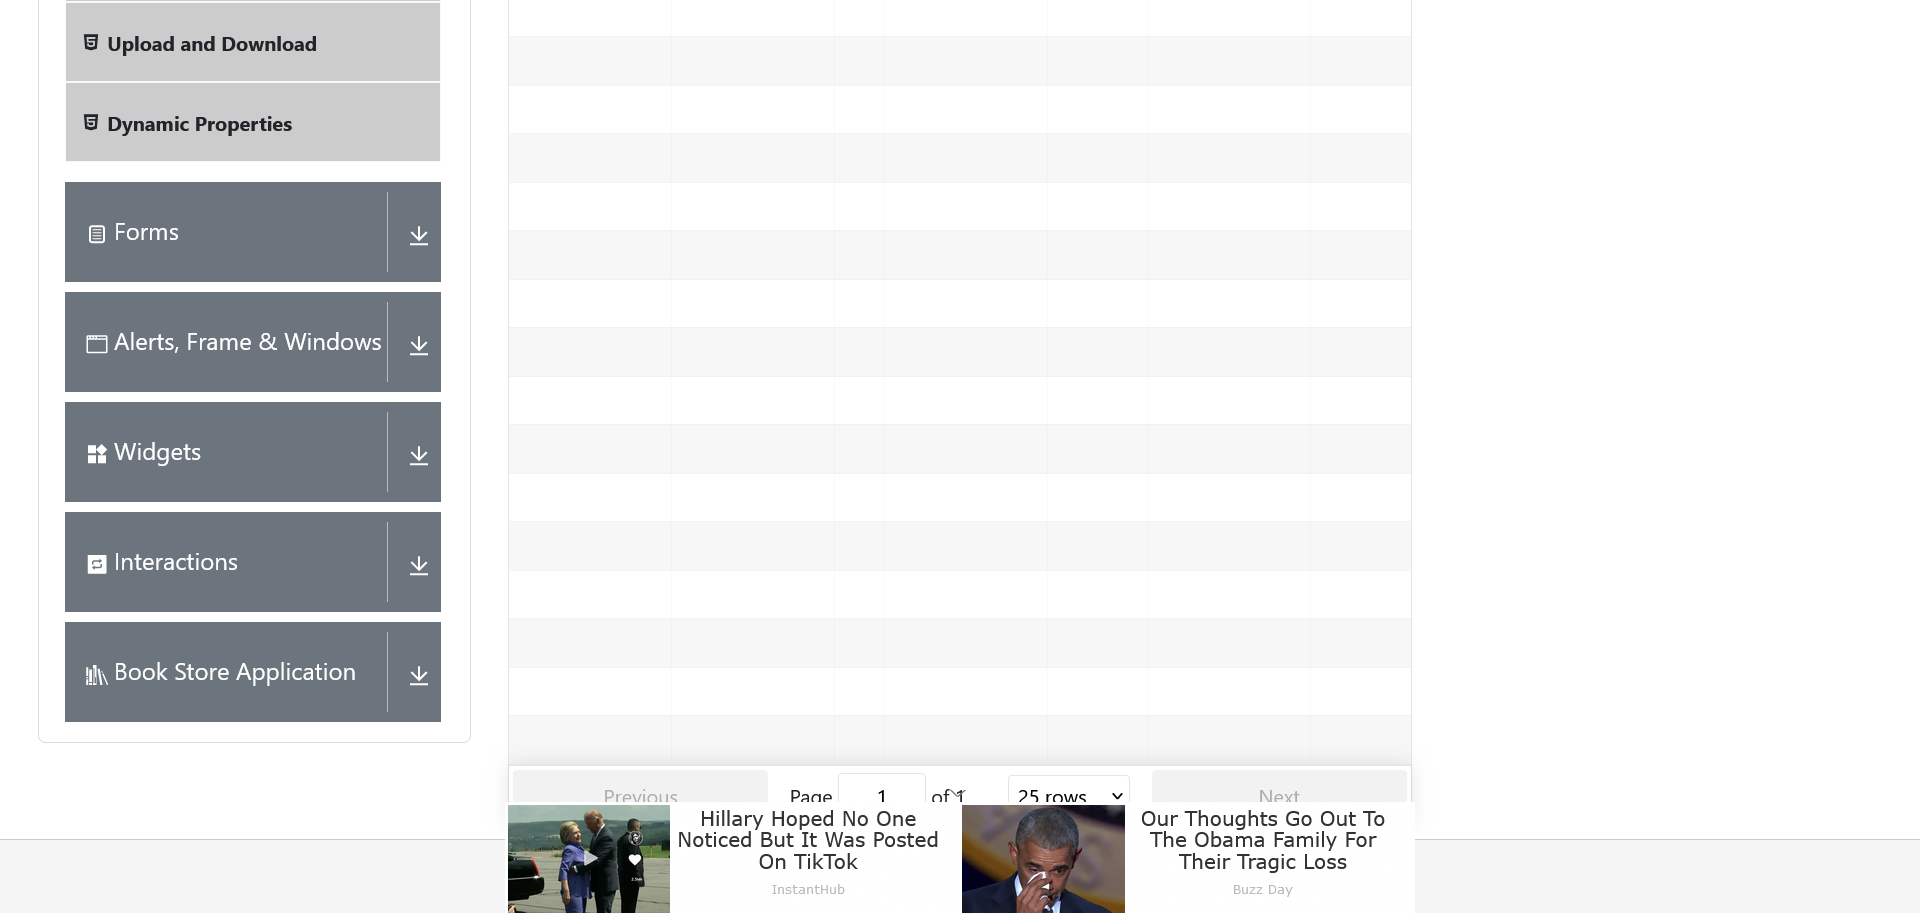 Upload and Download
Dynamic Properties
Forms
Alerts, Frame & Windows
Widgets
Interactions
Book Store Application
Previous
Page 1 of 1
25 rows
Next
Hillary Hoped No One
Noticed But It Was Posted
On TikTok
InstantHub
Our Thoughts Go Out To
The Obama Family For
Their Tragic Loss
Buzz Day